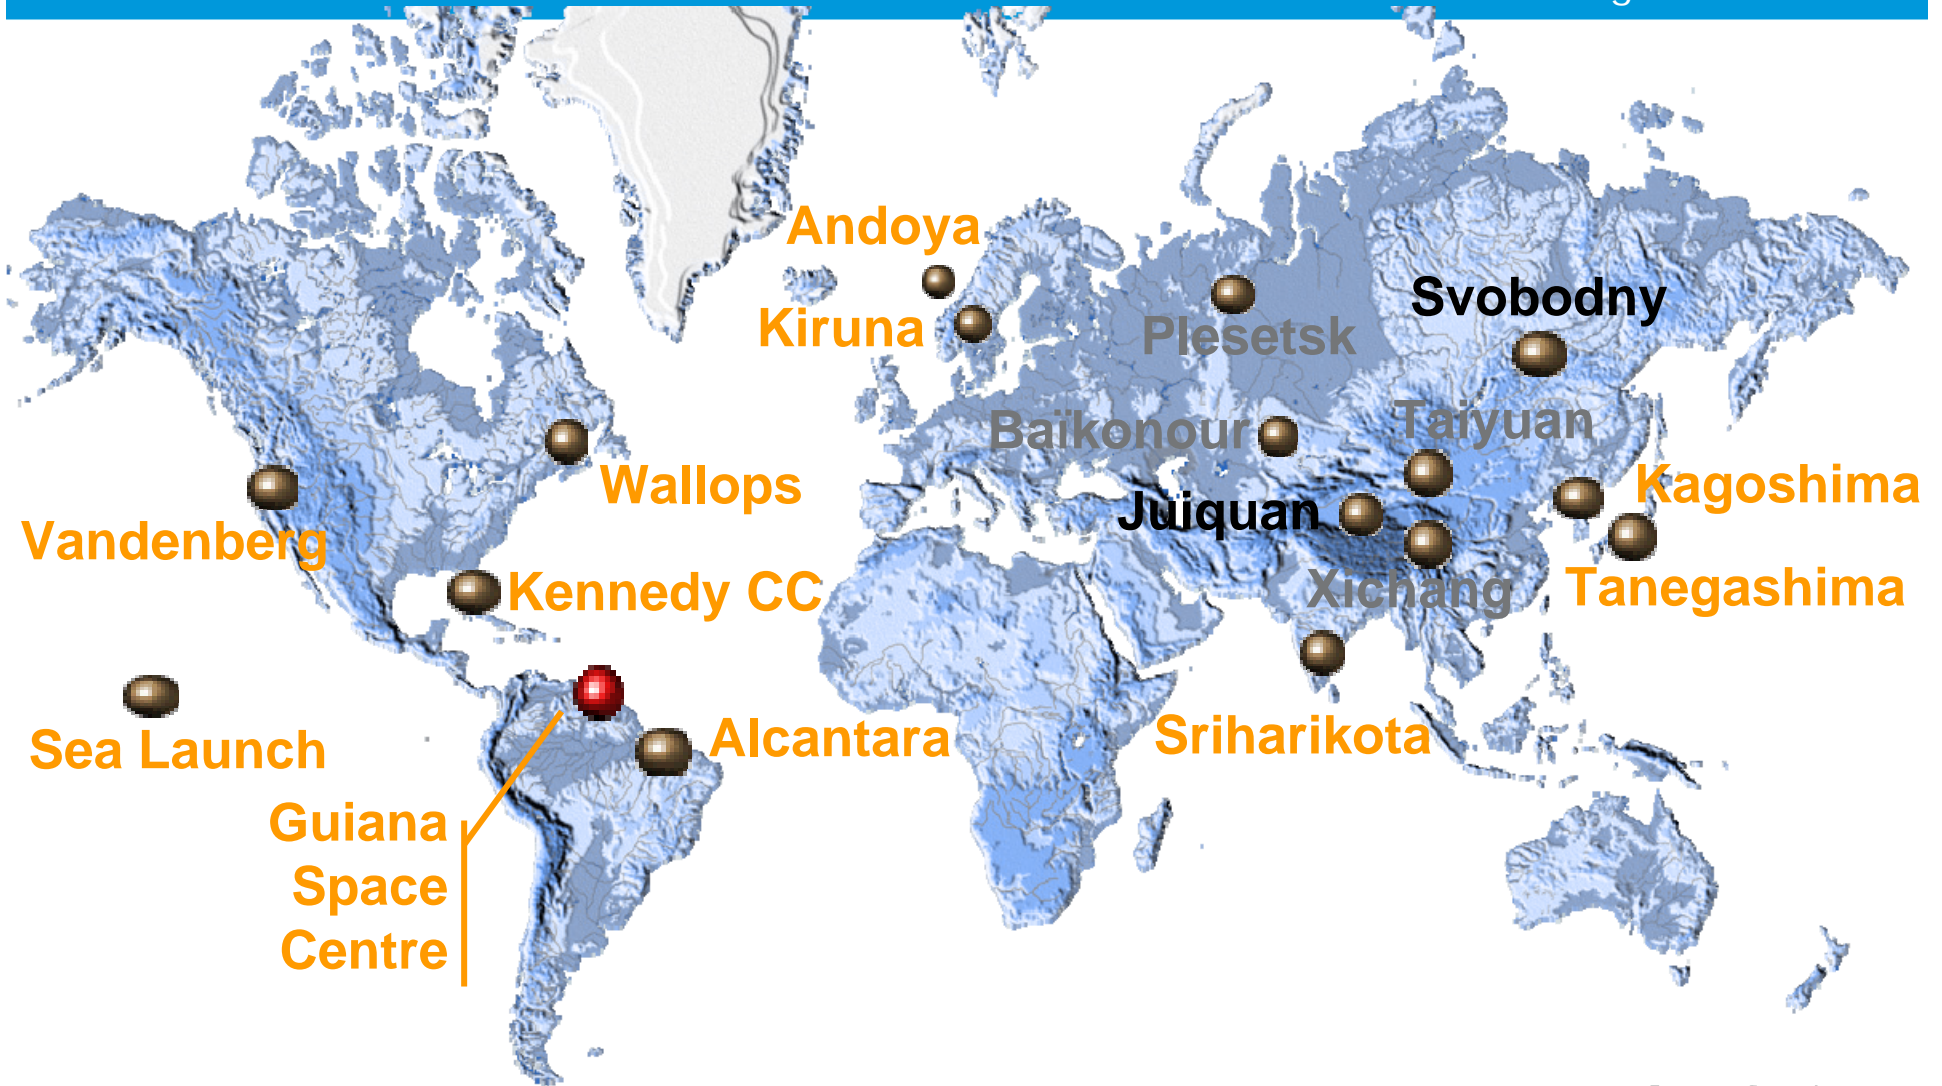 Andoya
Kiruna
Plesetsk
Svobodny
Baïkonour
Taiyuan
Wallops
Kagoshima
Juiquan
Vandenberg
Kennedy CC
Xichang
Tanegashima
Sea Launch
Alcantara
Sriharikota
Guiana
Space
Centre